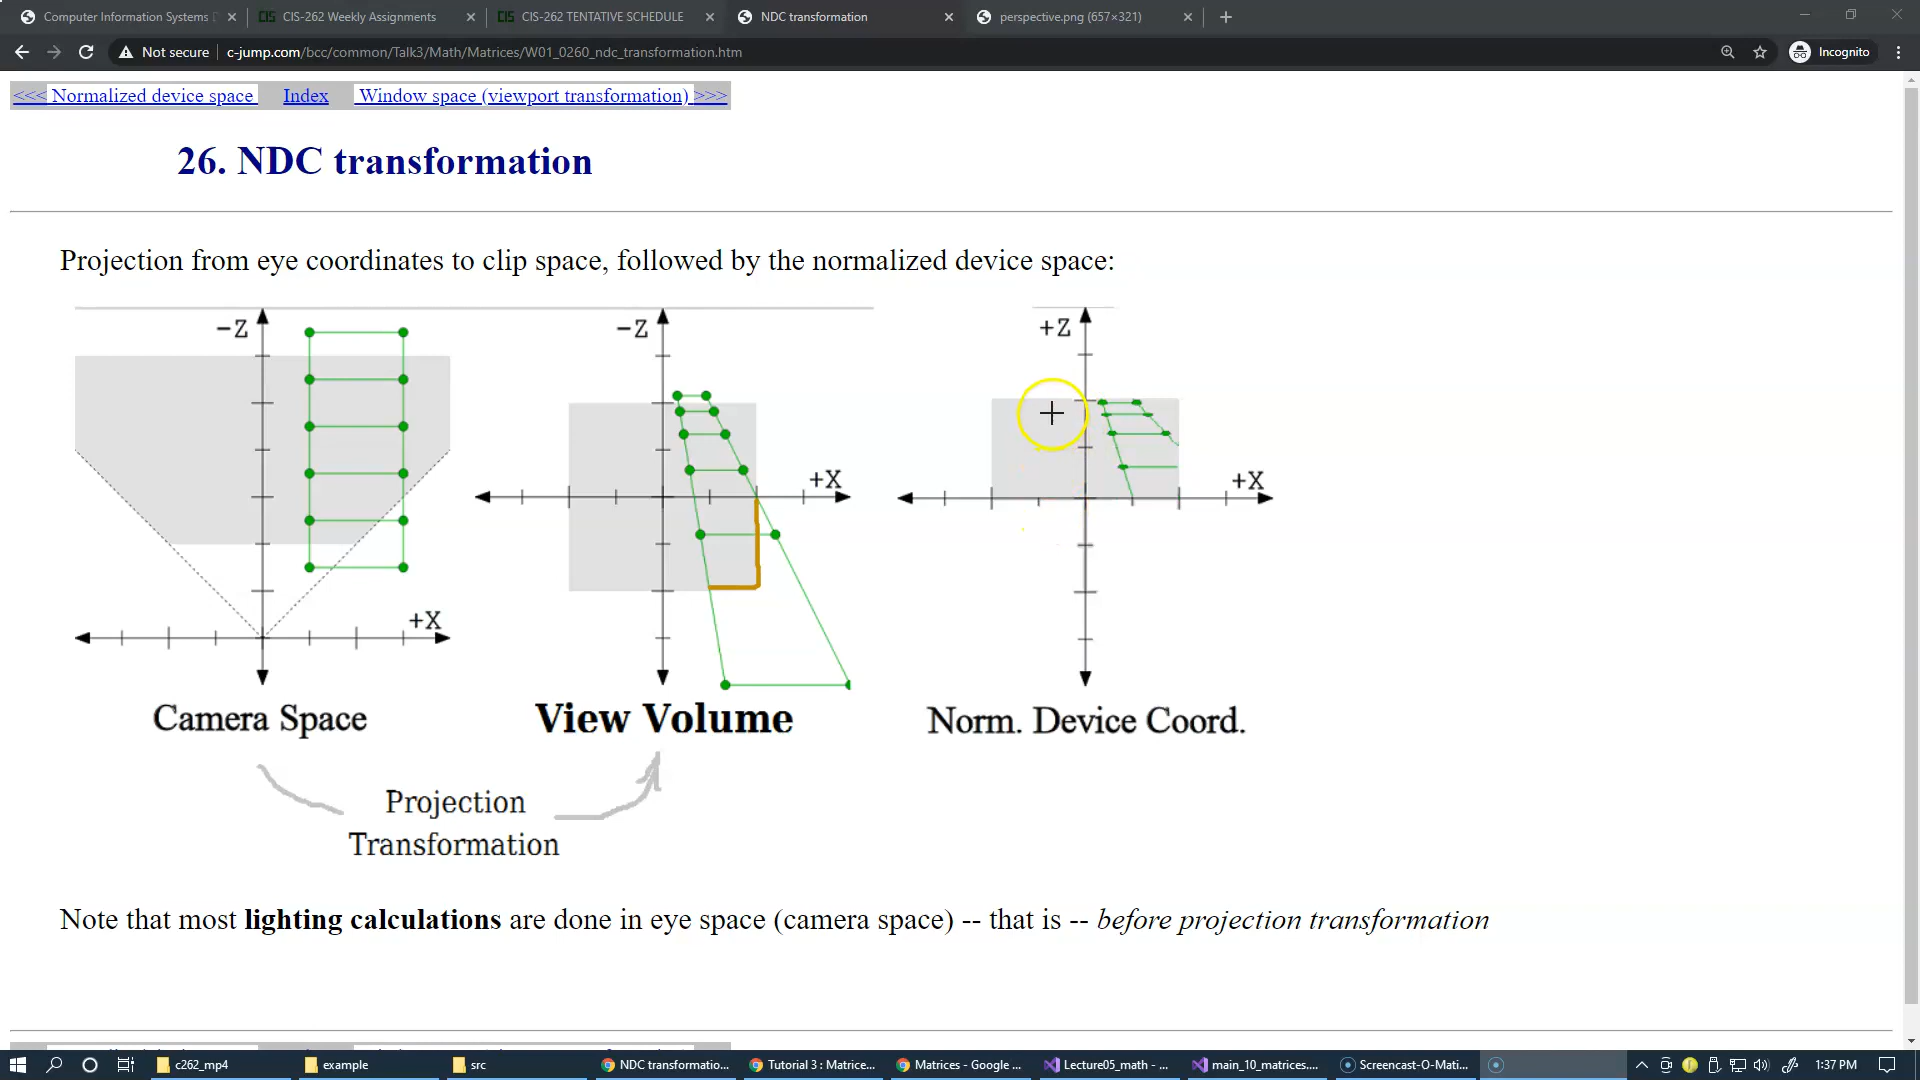 Computer Information Systems D
CIS-262 Weekly Assignments
CIS-262 TENTATIVE SCHEDULE
NDC transformation
perspective.png (657×321)
Not secure
c-jump.com/bcc/common/Talk3/Math/Matrices/W01_0260_ndc_transformation.htm
Incognito
<<< Normalized device space Index Window space (viewport transformation) >>>
26. NDC transformation
Projection from eye coordinates to clip space, followed by the normalized device space:
−Z
−Z
+Z
+X
+X
+X
Camera Space
View Volume
Norm. Device Coord.
Projection
Transformation
Note that most lighting calculations are done in eye space (camera space) -- that is -- before projection transformation
c262_mp4
example
src
NDC transformatio...
Tutorial 3 : Matrice...
Matrices - Google ...
Lecture05_math - ...
main_10_matrices....
Screencast-O-Mati...
1:37 PM